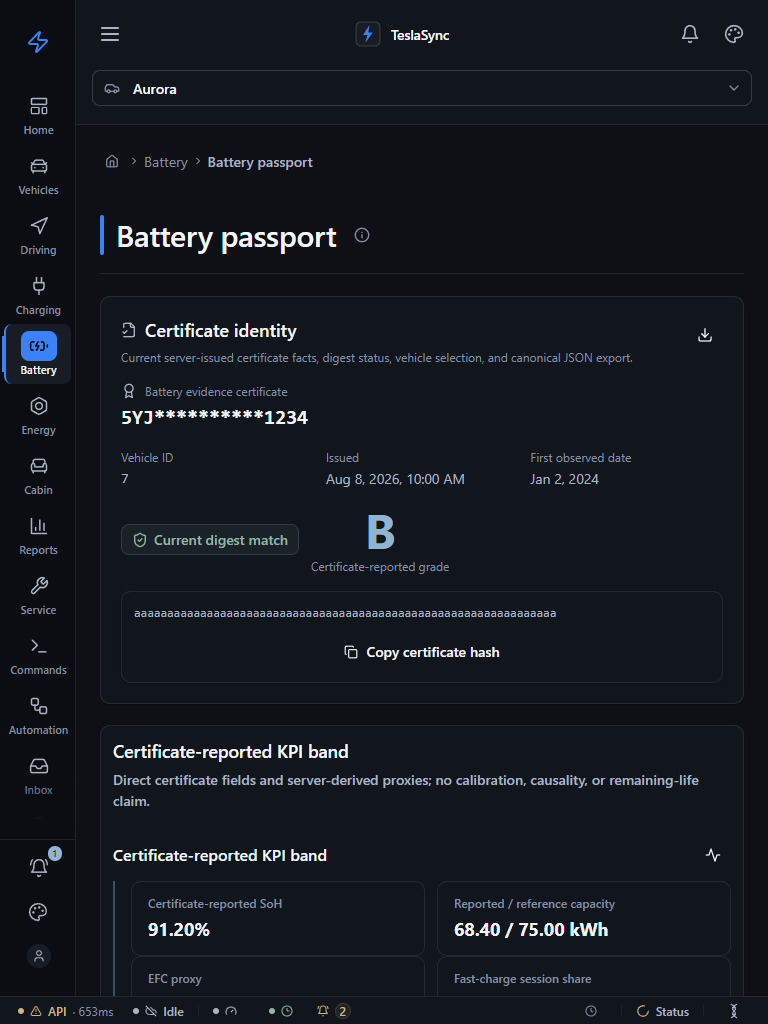 TeslaSync
Aurora
Home
Vehicles
Driving
Charging
Battery
Energy
Cabin
Reports
Service
Commands
Automation
Inbox
1
Battery
Battery passport
Battery passport
Certificate identity
Current server-issued certificate facts, digest status, vehicle selection, and canonical JSON export.
Battery evidence certificate
5YJ**********1234
Vehicle ID
Issued
First observed date
7
Aug 8, 2026, 10:00 AM
Jan 2, 2024
Current digest match
B
Certificate-reported grade
aaaaaaaaaaaaaaaaaaaaaaaaaaaaaaaaaaaaaaaaaaaaaaaaaaaaaaaaaaaaaaaa
Copy certificate hash
Certificate-reported KPI band
Direct certificate fields and server-derived proxies; no calibration, causality, or remaining-life
claim.
Certificate-reported KPI band
Certificate-reported SoH
Reported / reference capacity
91.20%
68.40 / 75.00 kWh
EFC proxy
Fast-charge session share
API · 653ms
Idle
2
Status